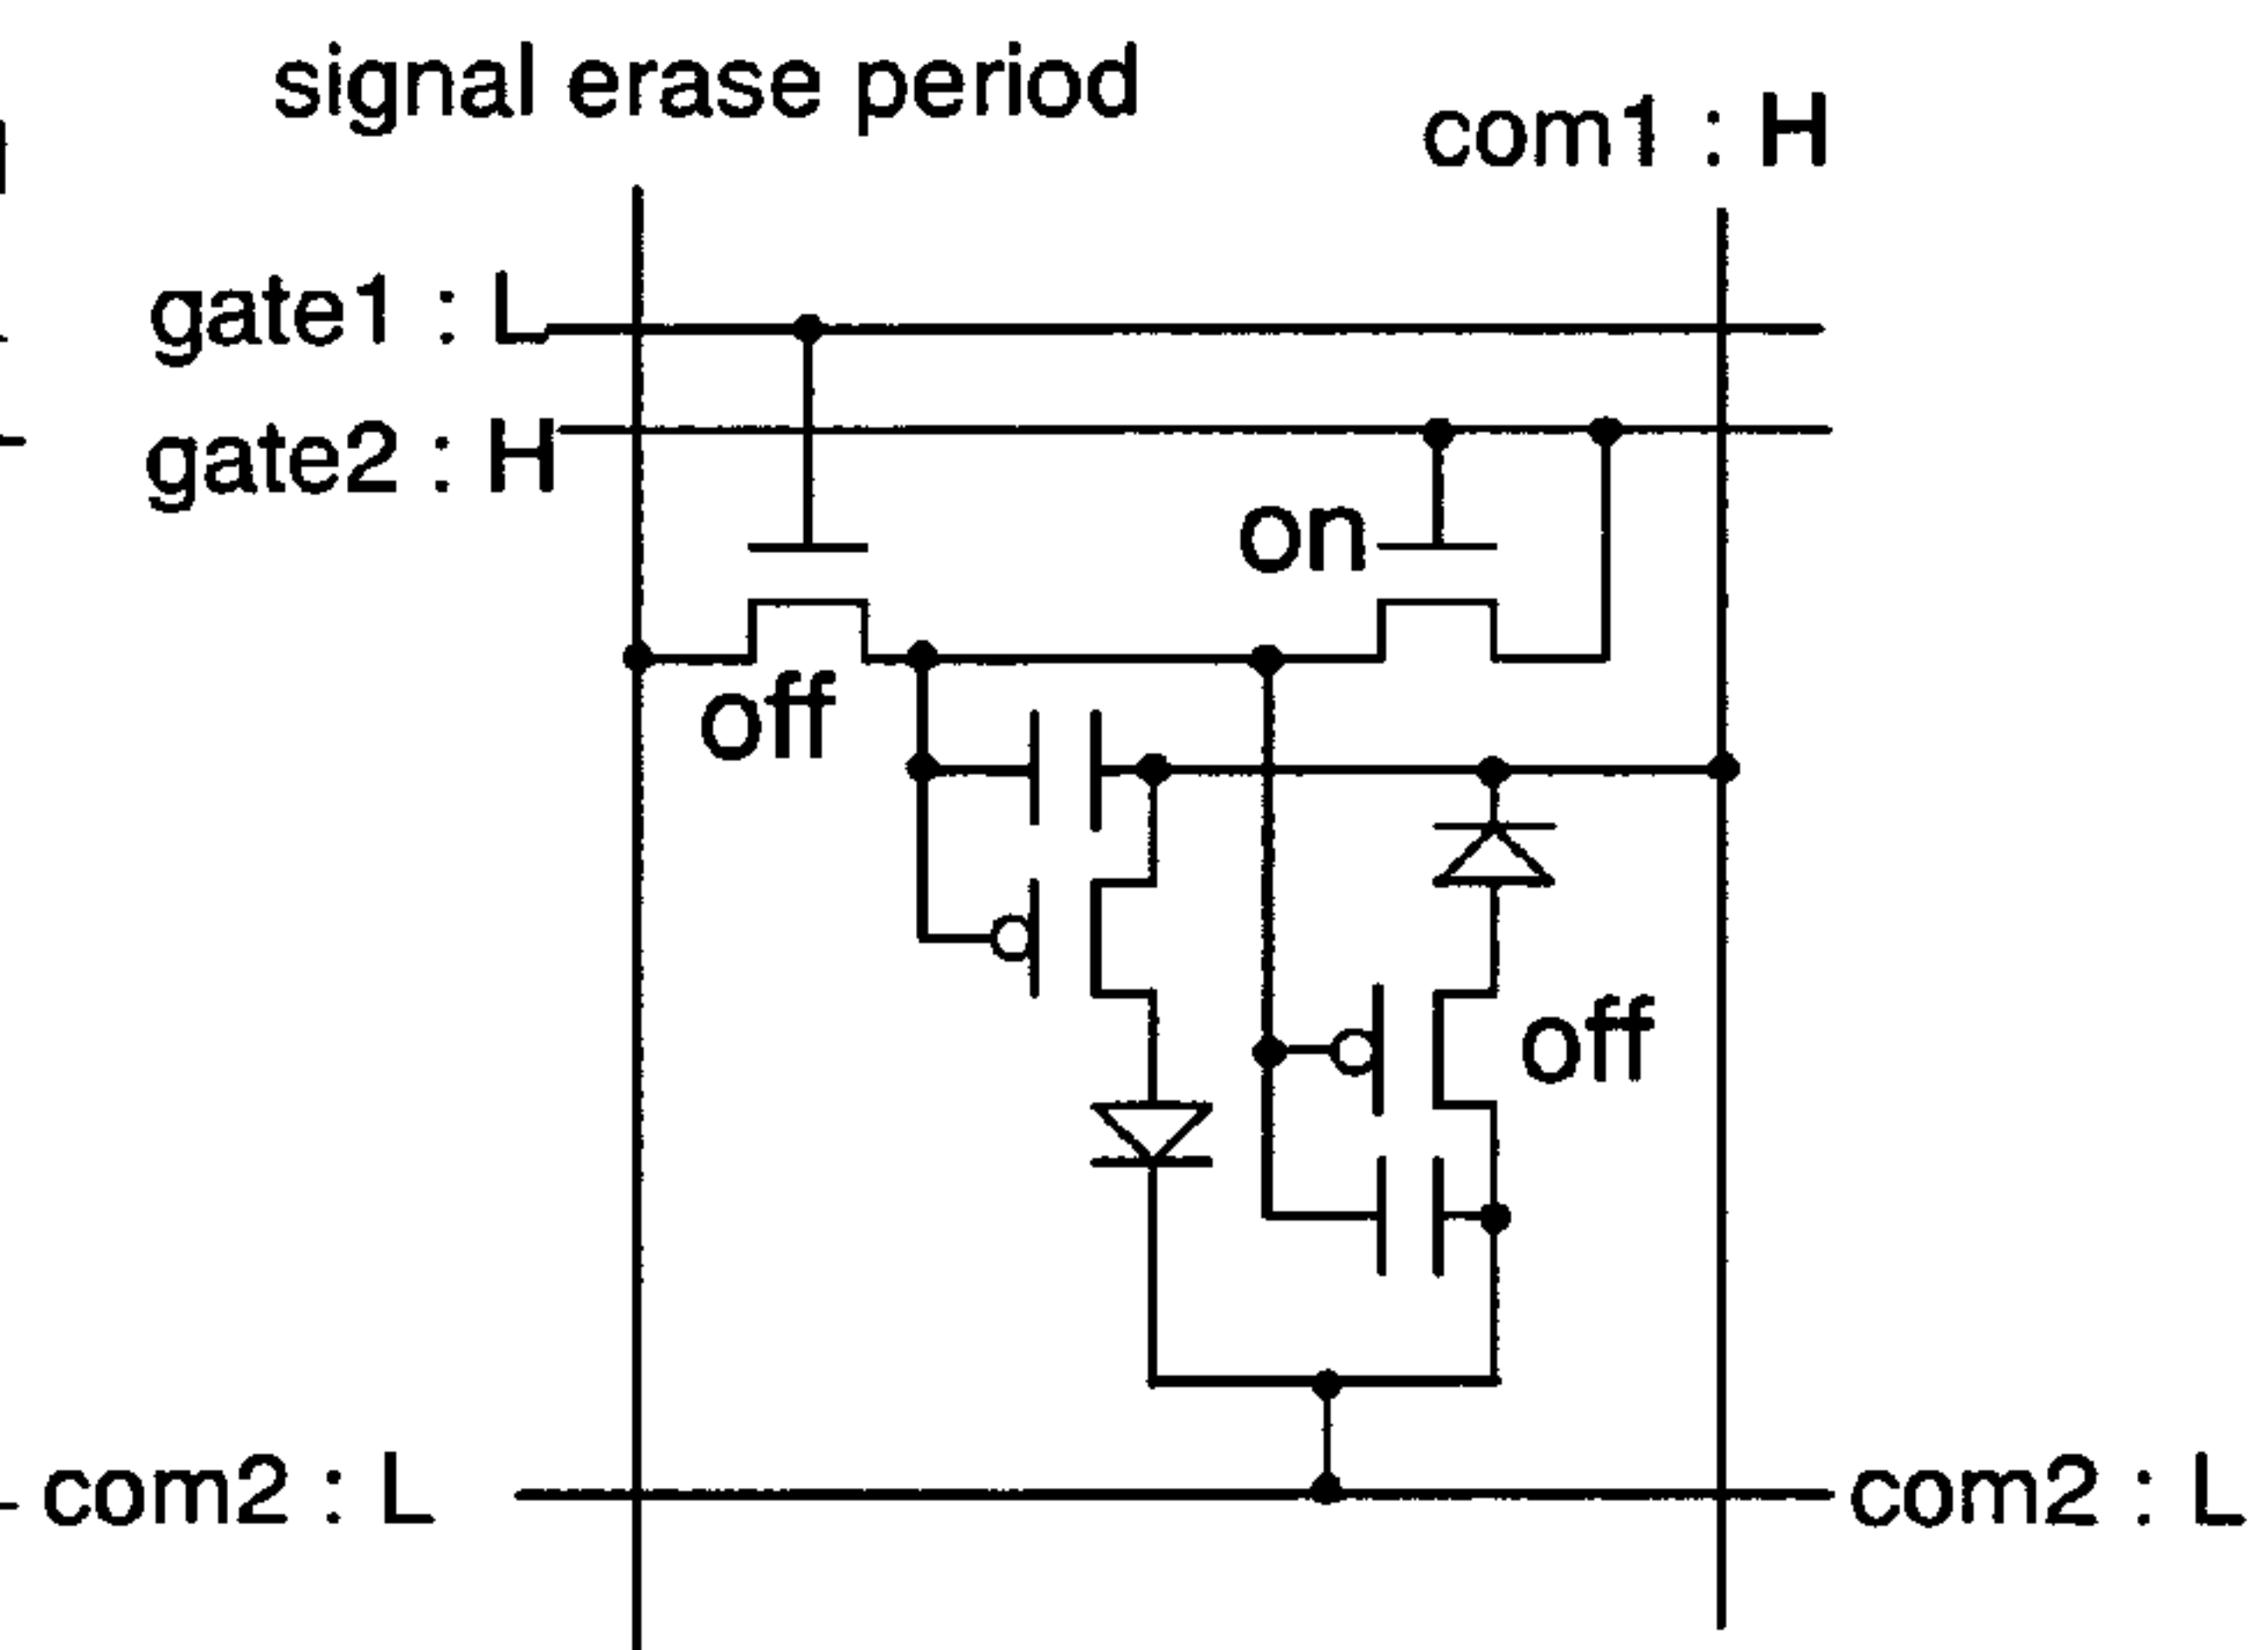 signal erase period
com1 : H
gate1 : L
gate2 : H
on
off
off
com2 : L
com2 : L